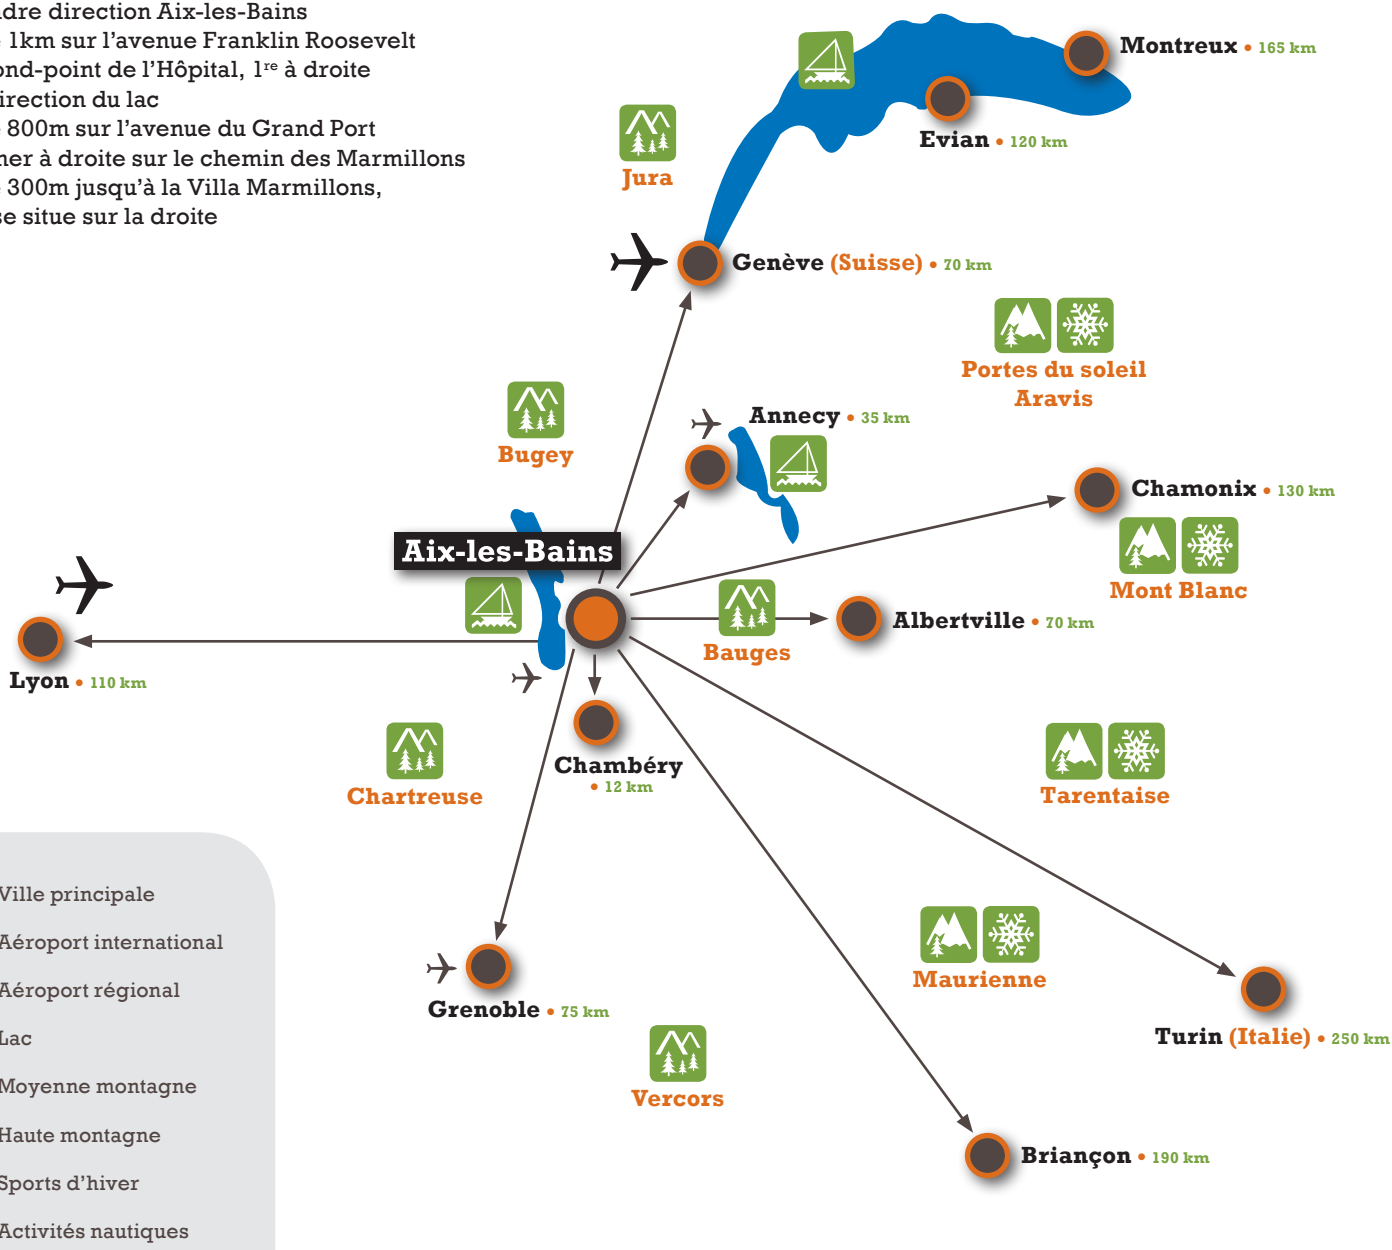 dre direction Aix-les-Bains
1km sur l'avenue Franklin Roosevelt
ond-point de l'Hôpital, 1re à droite
irection du lac
800m sur l'avenue du Grand Port
ner à droite sur le chemin des Marmillons
300m jusqu'à la Villa Marmillons,
se situe sur la droite
Montreux • 165 km
Evian • 120 km
Jura
Genève (Suisse) • 70 km
Portes du soleil
Aravis
Annecy • 35 km
Bugey
Chamonix • 130 km
Aix-les-Bains
Mont Blanc
Albertville • 70 km
Bauges
Lyon • 110 km
Chambéry
• 12 km
Chartreuse
Tarentaise
Ville principale
Aéroport international
Aéroport régional
Lac
Moyenne montagne
Haute montagne
Sports d'hiver
Activités nautiques
Maurienne
Grenoble • 75 km
Turin (Italie) • 250 km
Vercors
Briançon • 190 km